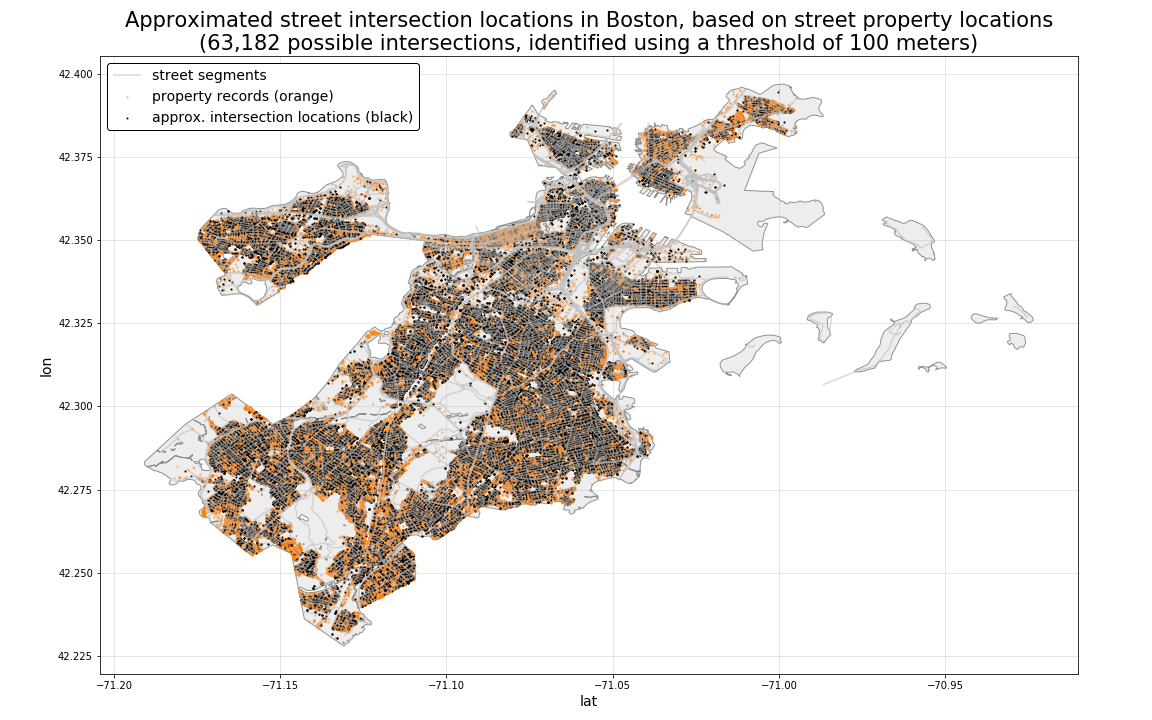 Approximated street intersection locations in Boston, based on street property locations
(63,182 possible intersections, identified using a threshold of 100 meters)
street segments
property records (orange)
approx. intersection locations (black)
42.400
42.375
42.350
42.325
42.300
42.275
42.250
42.225
lon
−71.20
−71.15
−71.10
−71.05
−71.00
−70.95
lat